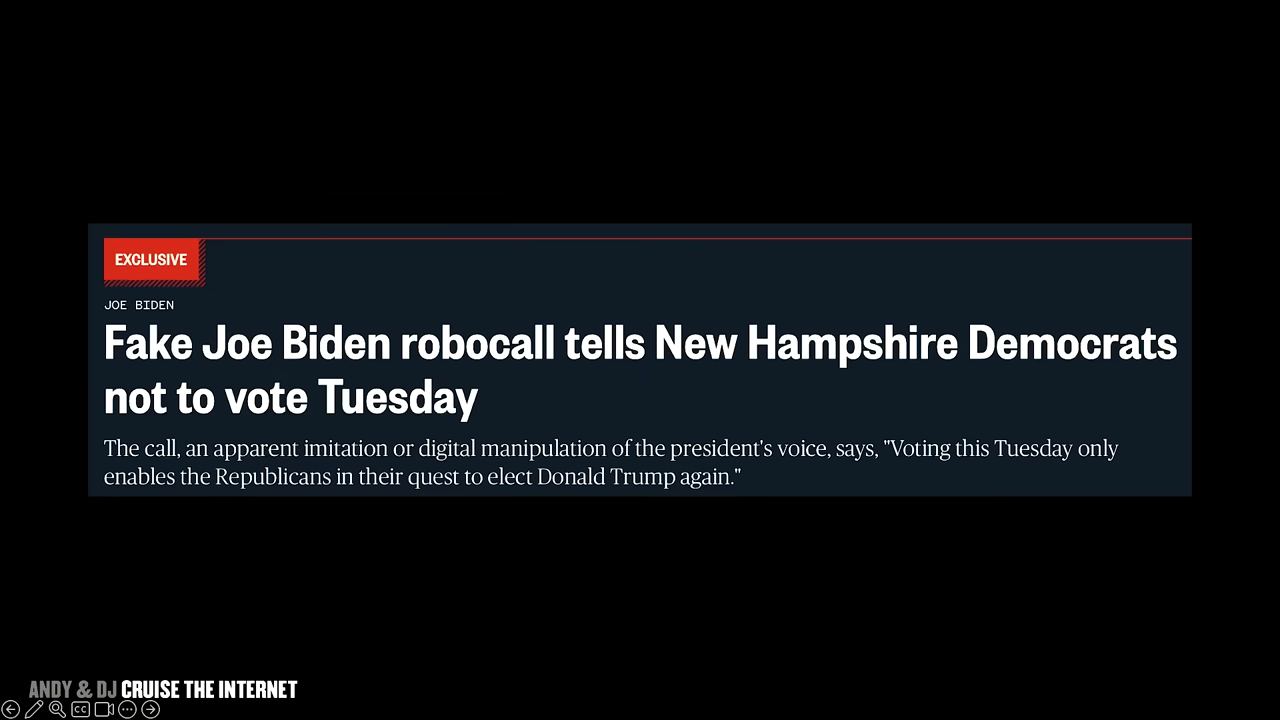 EXCLUSIVE
JOE BIDEN
Fake Joe Biden robocall tells New Hampshire Democrats
not to vote Tuesday
The call, an apparent imitation or digital manipulation of the president's voice, says, "Voting this Tuesday only
enables the Republicans in their quest to elect Donald Trump again."
ANDY & DJ CRUISE THE INTERNET
CC